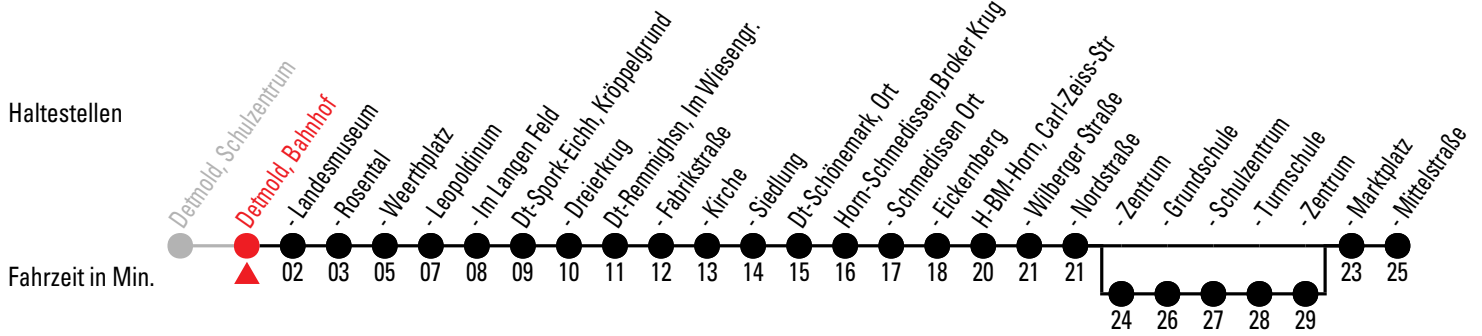 Haltestellen
Detmold, Schulzentrum
Detmold, Bahnhof
- Landesmuseum
- Rosental
- Weerthplatz
- Leopoldinum
- Im Langen Feld
Dt-Spork-Eichh, Kröppelgrund
- Dreierkrug
Dt-Remmighsn, Im Wiesengr.
- Fabrikstraße
- Kirche
- Siedlung
Dt-Schönemark, Ort
Horn-Schmedissen,Broker Krug
- Schmedissen Ort
- Eickernberg
H-BM-Horn, Carl-Zeiss-Str
- Wilberger Straße
- Nordstraße
- Zentrum
- Grundschule
- Schulzentrum
- Turmschule
- Zentrum
- Marktplatz
- Mittelstraße
Fahrzeit in Min.
02 03 05 07 08 09 10 11 12 13 14 15 16 17 18 20 21 21 23 25
24 26 27 28 29